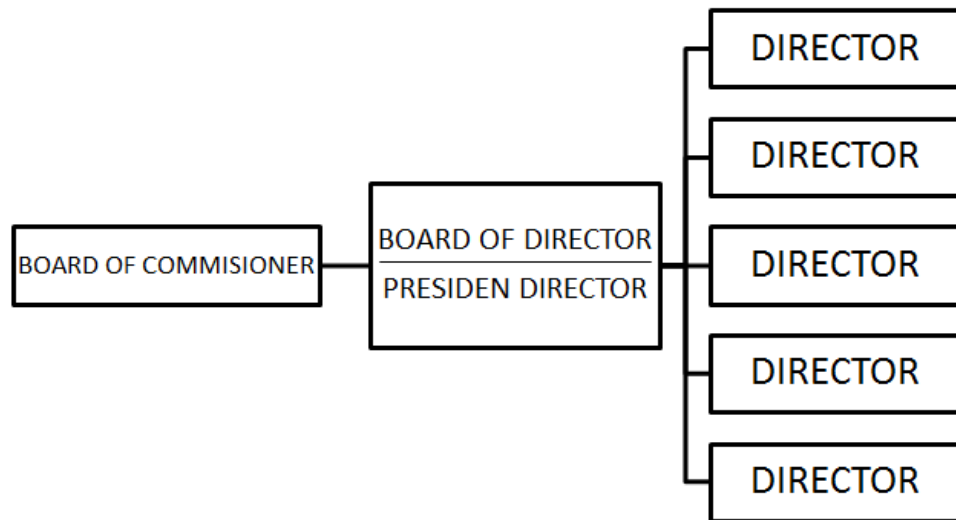 BOARD OF COMMISIONER
BOARD OF DIRECTOR
PRESIDEN DIRECTOR
DIRECTOR
DIRECTOR
DIRECTOR
DIRECTOR
DIRECTOR